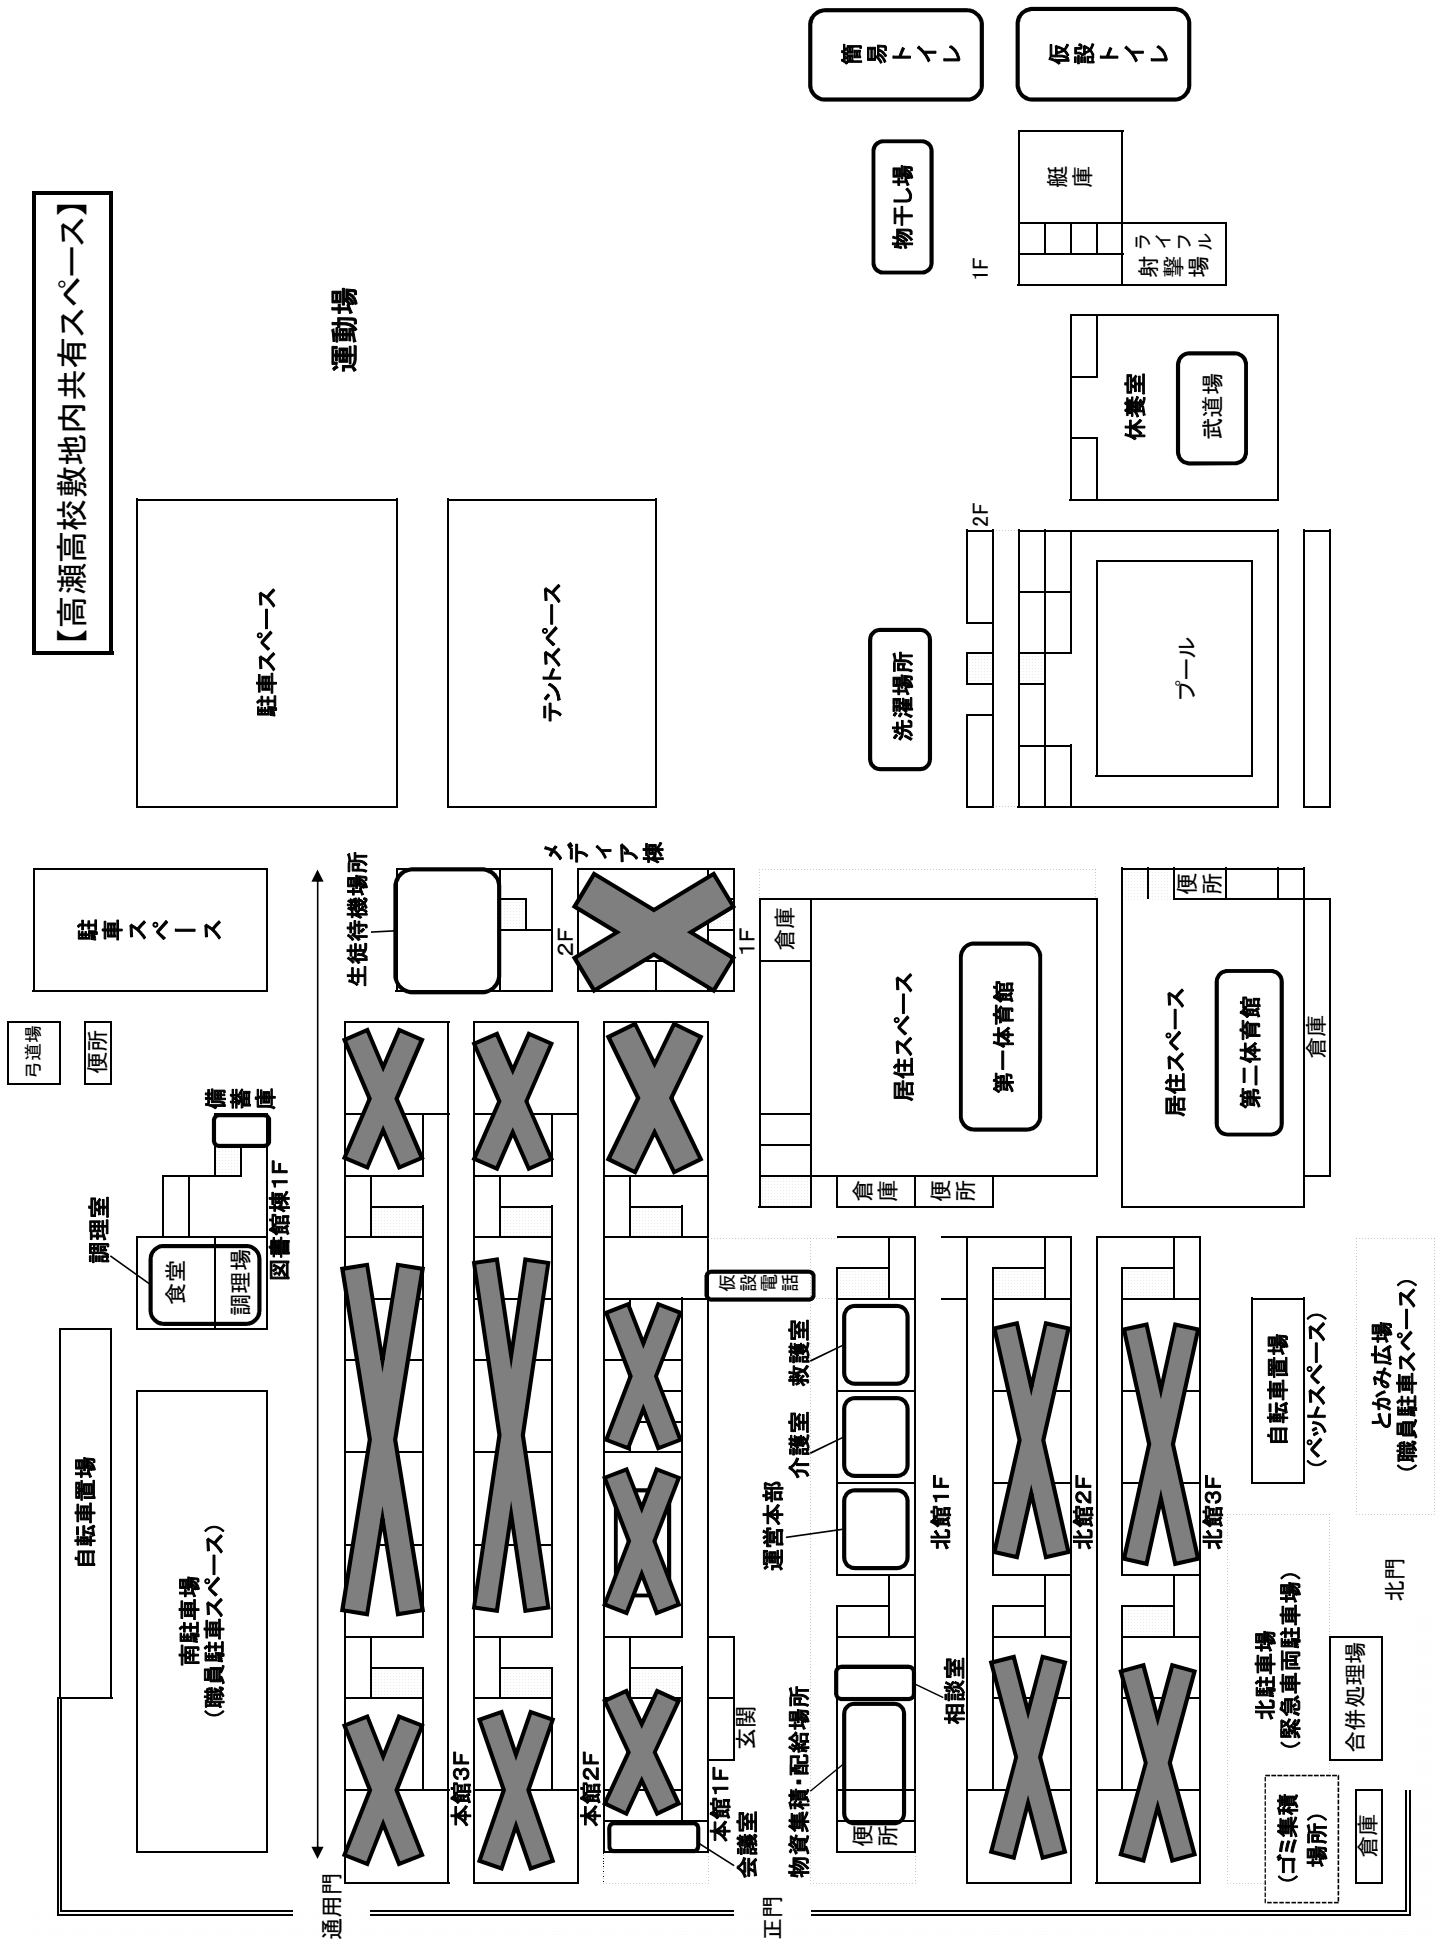 【高瀬高校敷地内共有スペース】
運動場
簡易トイレ
仮設トイレ
物干し場
艇庫
ライフル
射撃場
1F
休養室
武道場
駐車スペース
テントスペース
洗濯場所
2F
プール
駐車
スペース
弓道場
便所
生徒待機場所
メディア棟
2F
1F
倉庫
居住スペース
第一体育館
便所
居住スペース
第二体育館
倉庫
倉庫
便所
備蓄庫
図書館棟1F
調理室
食堂
調理場
自転車置場
南駐車場
(職員駐車スペース)
本館3F
本館2F
本館1F
会議室
玄関
仮設電話
救護室
介護室
運営本部
北館1F
相談室
物資集積・配給場所
便所
北館2F
北館3F
自転車置場
(ペットスペース)
とかみ広場
(職員駐車スペース)
北駐車場
(緊急車両駐車場)
北門
合併処理場
(ゴミ集積
場所)
倉庫
通用門
正門